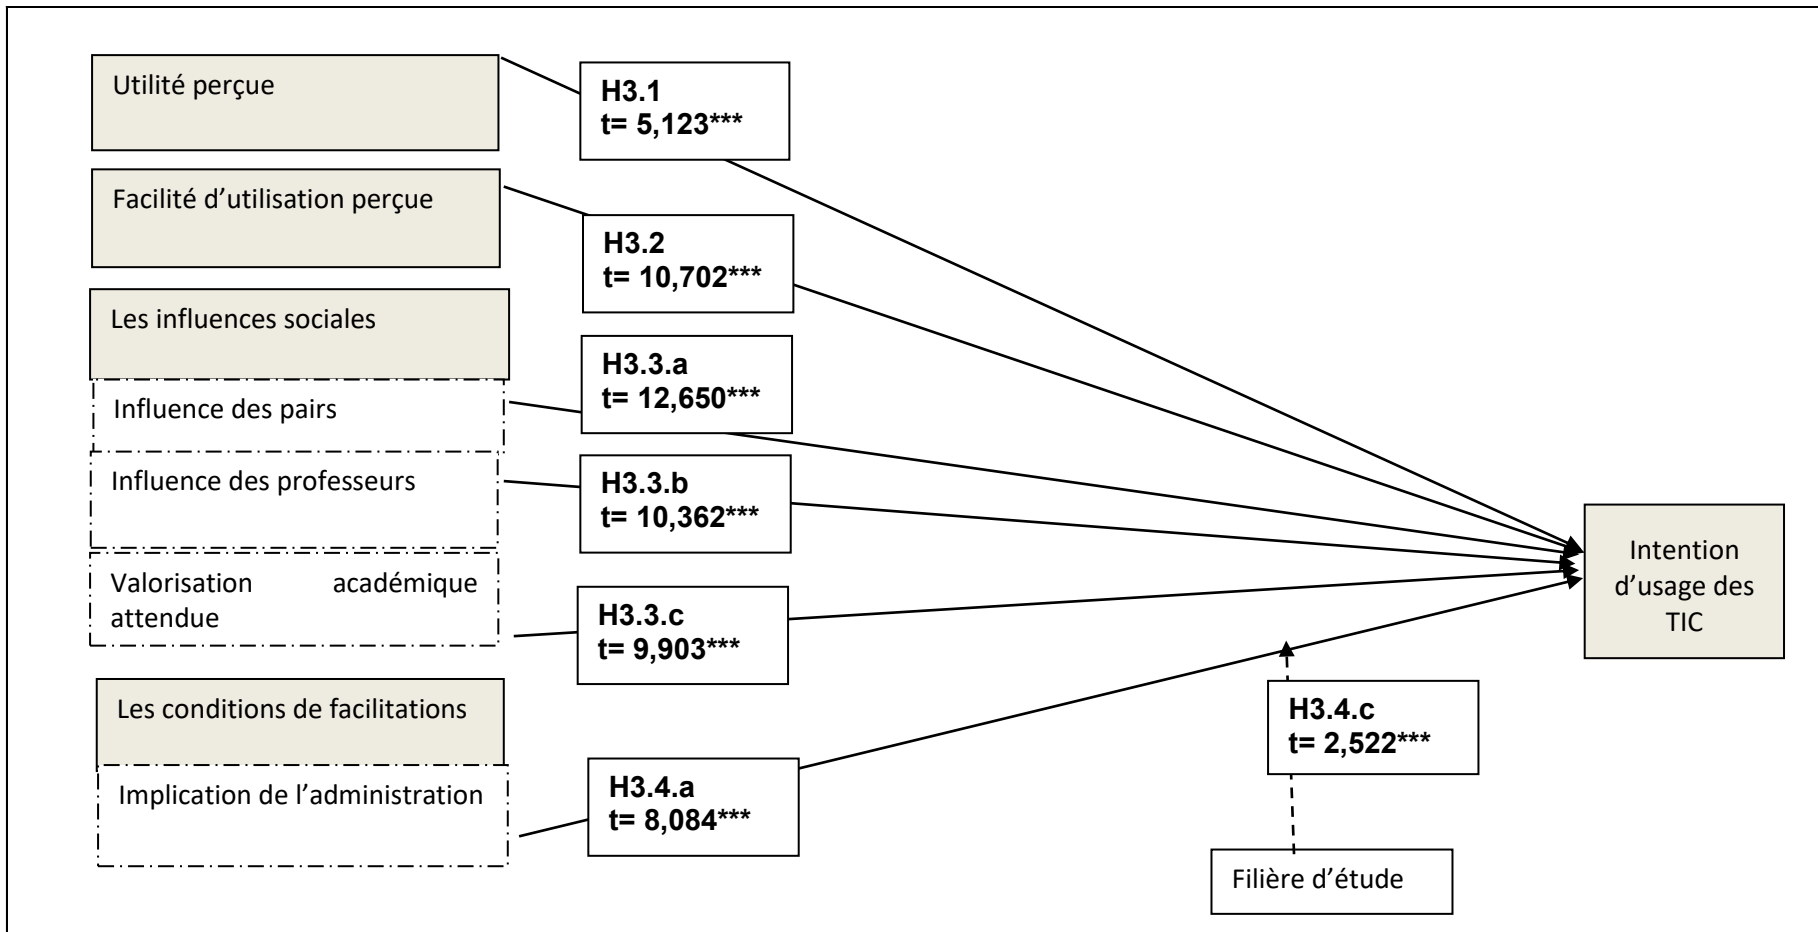 Utilité perçue
H3.1
t= 5,123***
Facilité d’utilisation perçue
H3.2
t= 10,702***
Les influences sociales
H3.3.a
t= 12,650***
Influence des pairs
Influence des professeurs
H3.3.b
t= 10,362***
Valorisation académique
attendue
H3.3.c
t= 9,903***
Intention
d’usage des
TIC
Les conditions de facilitations
H3.4.c
t= 2,522***
Implication de l’administration
H3.4.a
t= 8,084***
Filière d’étude